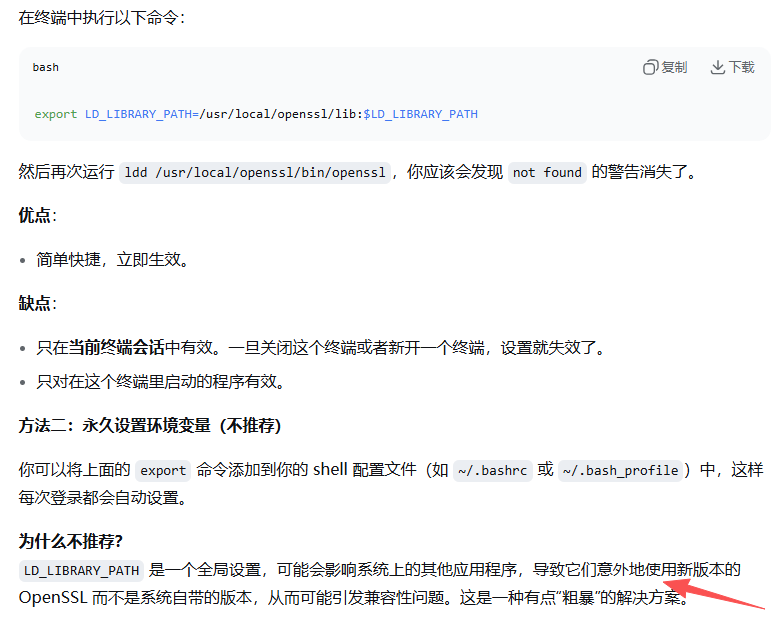 在终端中执行以下命令：
bash
复制
下载
export LD_LIBRARY_PATH=/usr/local/openssl/lib:$LD_LIBRARY_PATH
然后再次运行 ldd /usr/local/openssl/bin/openssl，你应该会发现 not found 的警告消失了。
优点：
• 简单快捷，立即生效。
缺点：
• 只在当前终端会话中有效。一旦关闭这个终端或者新开一个终端，设置就失效了。
• 只对在这个终端里启动的程序有效。
方法二：永久设置环境变量（不推荐）
你可以将上面的 export 命令添加到你的 shell 配置文件（如 ~/.bashrc 或 ~/.bash_profile）中，这样
每次登录都会自动设置。
为什么不推荐？
LD_LIBRARY_PATH 是一个全局设置，可能会影响系统上的其他应用程序，导致它们意外地使用新版本的
OpenSSL 而不是系统自带的版本，从而可能引发兼容性问题。这是一种有点“粗暴”的解决方案。